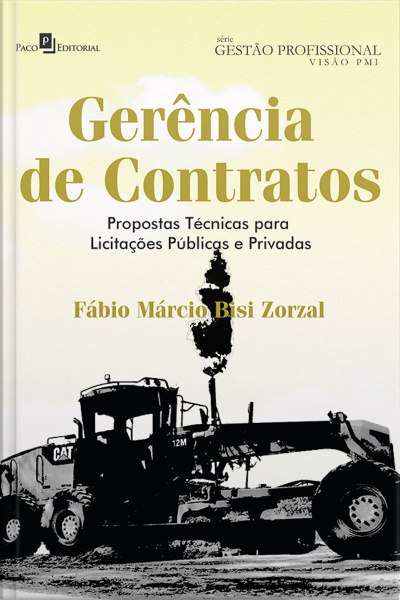 PACO EDITORIAL
série
GESTÃO PROFISSIONAL
VISÃO PMI
Gerência
de Contratos
Propostas Técnicas para
Licitações Públicas e Privadas
Fábio Márcio Bisi Zorzal
CAT
12M